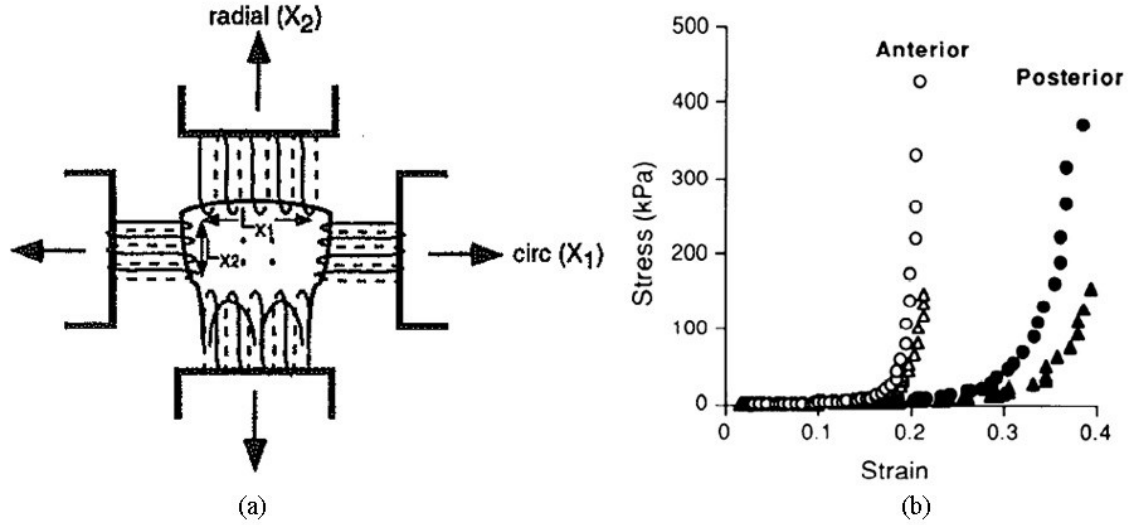 radial (X2)
X1
X2
circ (X1)
(a)
500
400
300
200
100
0
Stress (kPa)
Anterior
Posterior
0
0.1
0.2
0.3
0.4
Strain
(b)